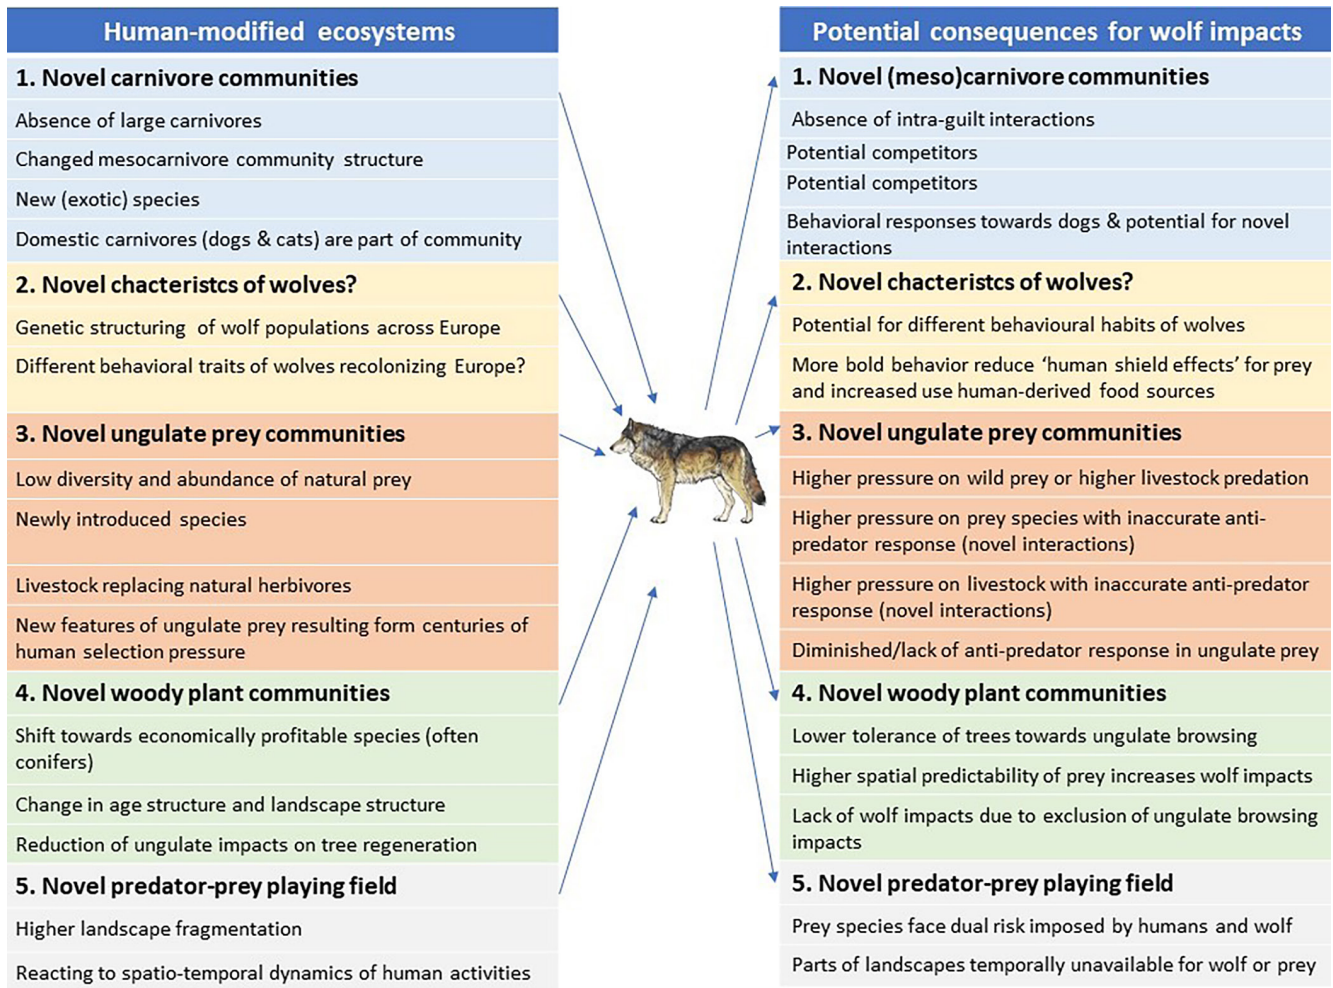 Human-modified ecosystems
1. Novel carnivore communities
Absence of large carnivores
Changed mesocarnivore community structure
New (exotic) species
Domestic carnivores (dogs & cats) are part of community
2. Novel chacteristcs of wolves?
Genetic structuring of wolf populations across Europe
Different behavioral traits of wolves recolonizing Europe?
3. Novel ungulate prey communities
Low diversity and abundance of natural prey
Newly introduced species
Livestock replacing natural herbivores
New features of ungulate prey resulting form centuries of
human selection pressure
4. Novel woody plant communities
Shift towards economically profitable species (often
conifers)
Change in age structure and landscape structure
Reduction of ungulate impacts on tree regeneration
5. Novel predator-prey playing field
Higher landscape fragmentation
Reacting to spatio-temporal dynamics of human activities
Potential consequences for wolf impacts
1. Novel (meso)carnivore communities
Absence of intra-guilt interactions
Potential competitors
Potential competitors
Behavioral responses towards dogs & potential for novel
interactions
2. Novel chacteristcs of wolves?
Potential for different behavioural habits of wolves
More bold behavior reduce ‘human shield effects’ for prey
and increased use human-derived food sources
3. Novel ungulate prey communities
Higher pressure on wild prey or higher livestock predation
Higher pressure on prey species with inaccurate anti-
predator response (novel interactions)
Higher pressure on livestock with inaccurate anti-predator
response (novel interactions)
Diminished/lack of anti-predator response in ungulate prey
4. Novel woody plant communities
Lower tolerance of trees towards ungulate browsing
Higher spatial predictability of prey increases wolf impacts
Lack of wolf impacts due to exclusion of ungulate browsing
impacts
5. Novel predator-prey playing field
Prey species face dual risk imposed by humans and wolf
Parts of landscapes temporally unavailable for wolf or prey